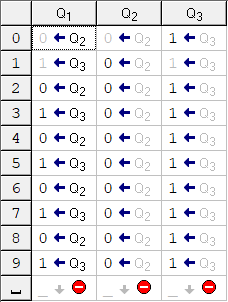 Q1 Q2 Q3
0 0 ← Q2 0 ← Q2 1 ← Q3
1 1 ← Q3 0 ← Q2 1 ← Q3
2 0 ← Q2 0 ← Q2 1 ← Q3
3 1 ← Q3 0 ← Q2 1 ← Q3
4 0 ← Q2 0 ← Q2 1 ← Q3
5 1 ← Q3 0 ← Q2 1 ← Q3
6 0 ← Q2 0 ← Q2 1 ← Q3
7 1 ← Q3 0 ← Q2 1 ← Q3
8 0 ← Q2 0 ← Q2 1 ← Q3
9 1 ← Q3 0 ← Q2 1 ← Q3
␣ _ ↓ _ ↓ _ ↓